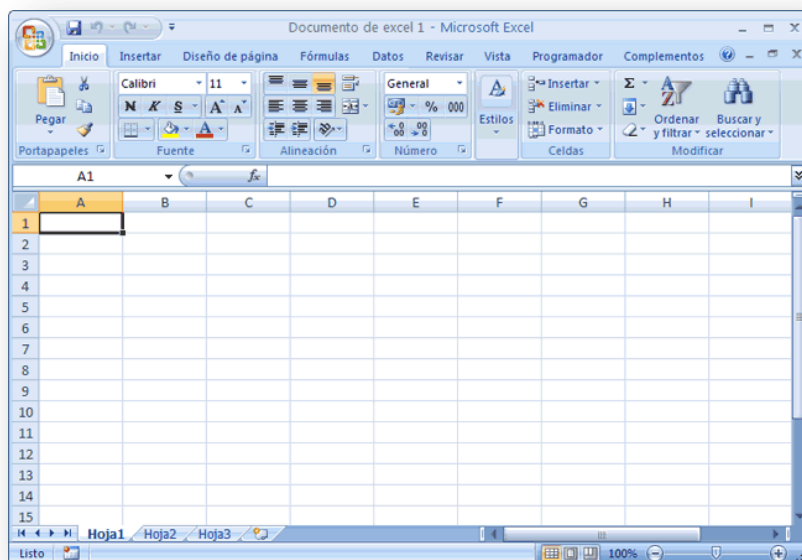 Documento de excel 1 - Microsoft Excel
Inicio Insertar Diseño de página Fórmulas Datos Revisar Vista Programador Complementos
Calibri 11 General Insertar Σ
N K S A A % 000 Eliminar
Pegar Estilos Ordenar y filtrar Buscar y seleccionar
A Formato
Portapapeles Fuente Alineación Número Celdas Modificar
A1 fx
A B C D E F G H I
1
2
3
4
5
6
7
8
9
10
11
12
13
14
15
Hoja1 Hoja2 Hoja3
Listo 100%